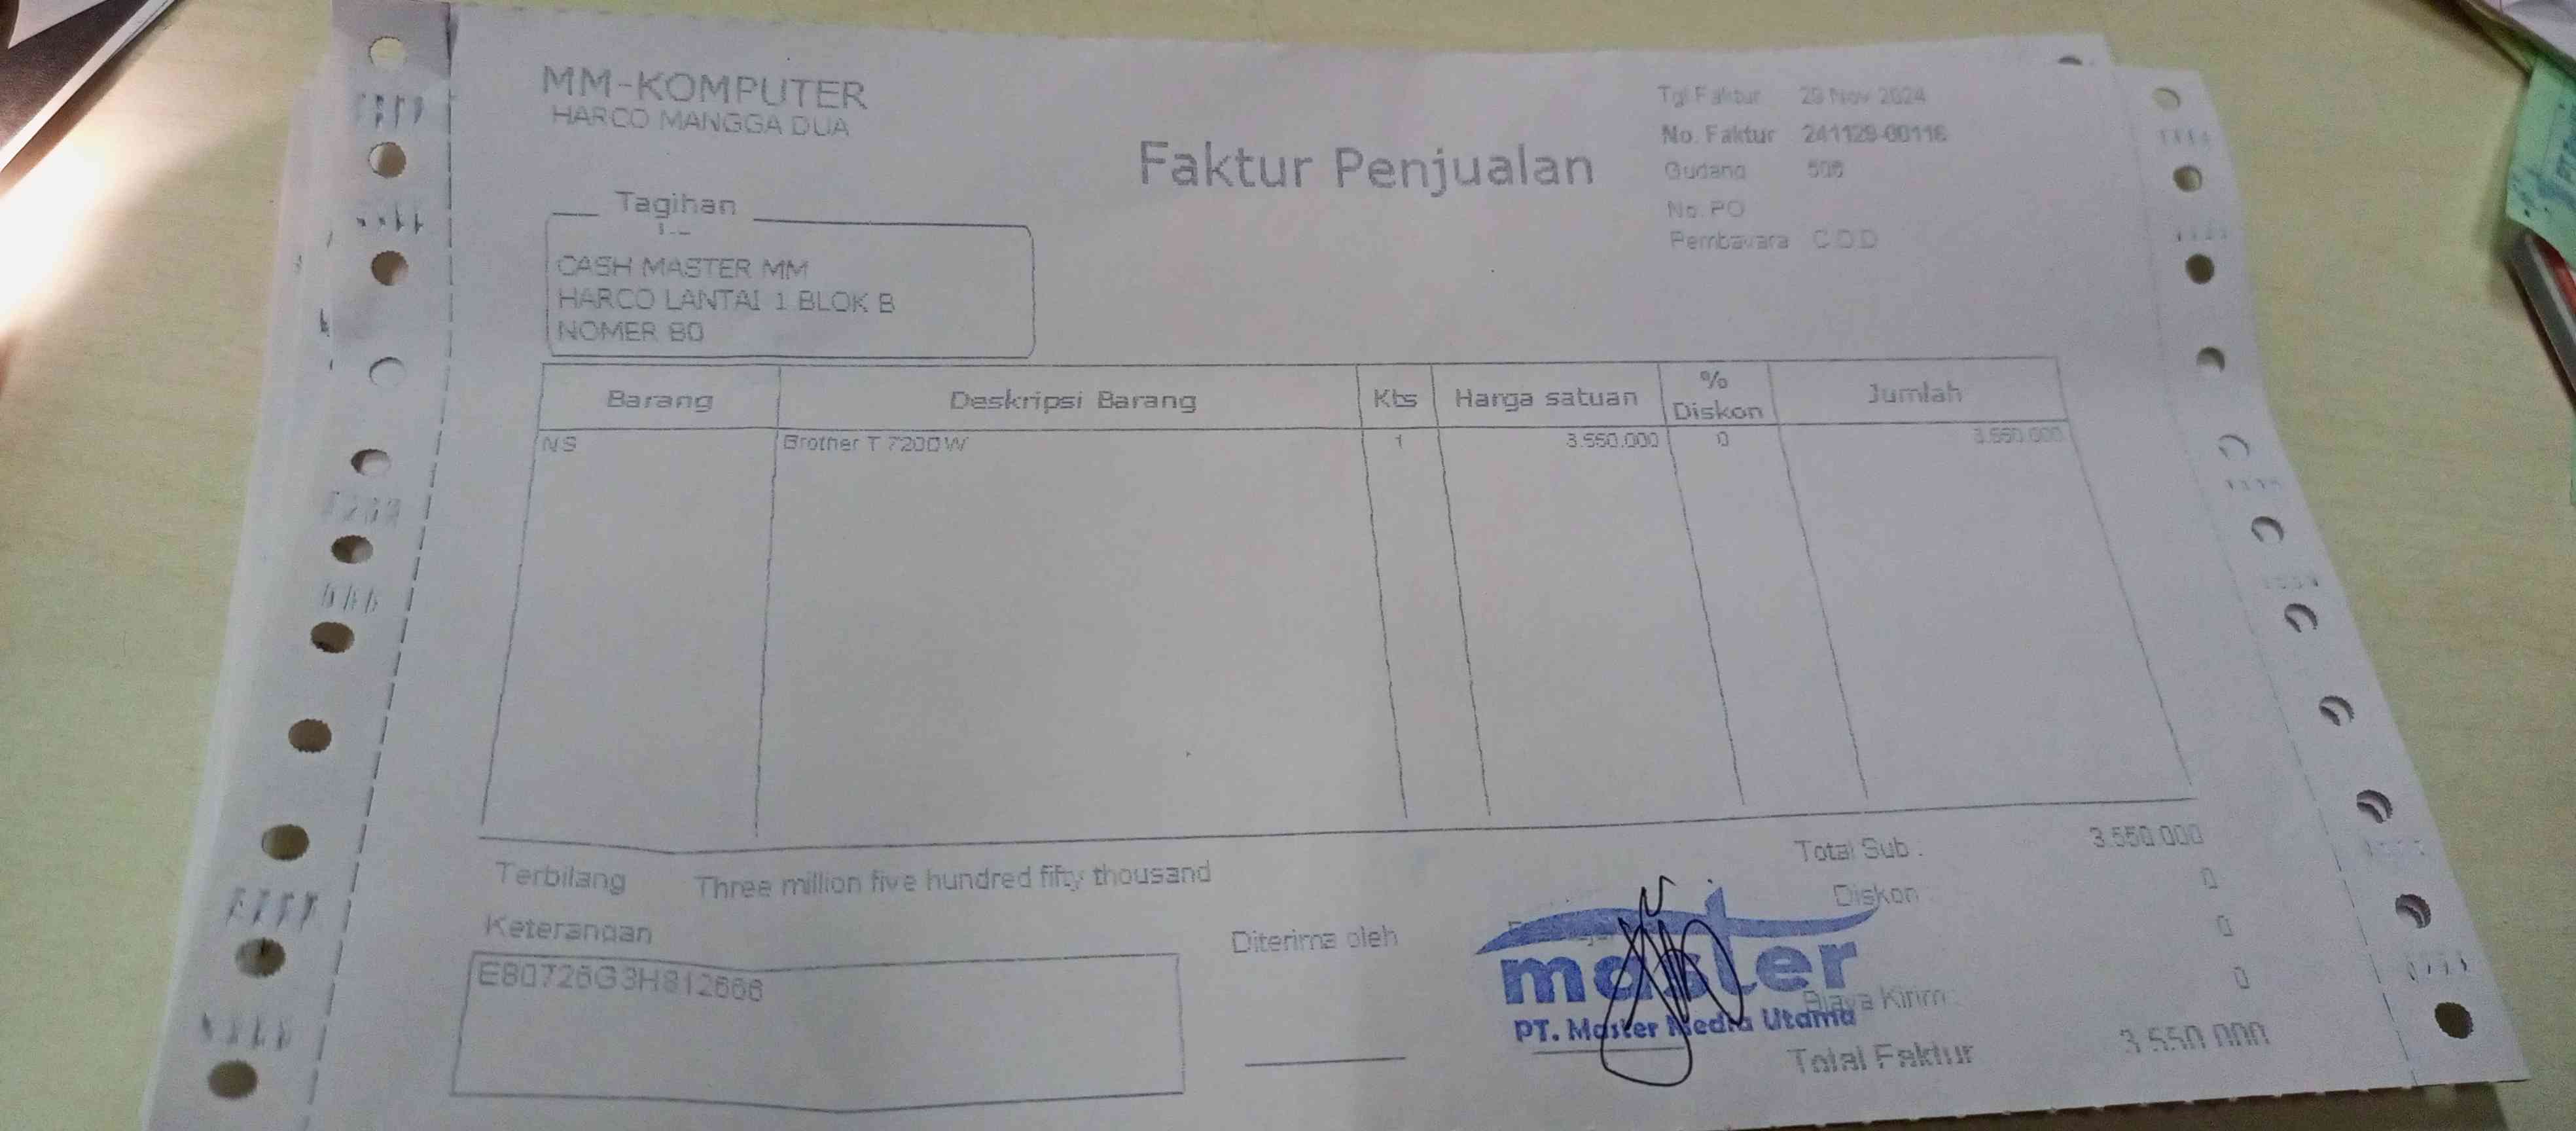 MM-KOMPUTER
HARCO MANGGA DUA
Faktur Penjualan
Tgl Faktur 29 Nov 2024
No. Faktur 241129-00116
Gudang 506
No. PO
Pembayara C.O.D
Tagihan
CASH MASTER MM
HARCO LANTAI 1 BLOK B
NOMER 80
Barang Deskripsi Barang Kts Harga satuan % Diskon Jumlah
NS Brother T 7200W 1 3.550.000 0 3.550.000
Terbilang Three million five hundred fifty thousand
Total Sub : 3.550.000
Diskon : 0
0
Biaya Kirim : 0
Total Faktur 3.550.000
Keterangan
E80726G3H812666
Diterima oleh
master
PT. Master Media Utama